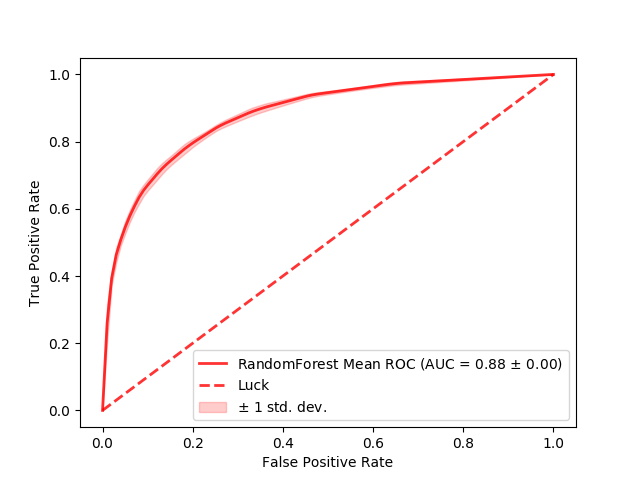 1.0
0.8
0.6
0.4
0.2
0.0
True Positive Rate
RandomForest Mean ROC (AUC = 0.88 ± 0.00)
Luck
± 1 std. dev.
0.0 0.2 0.4 0.6 0.8 1.0
False Positive Rate